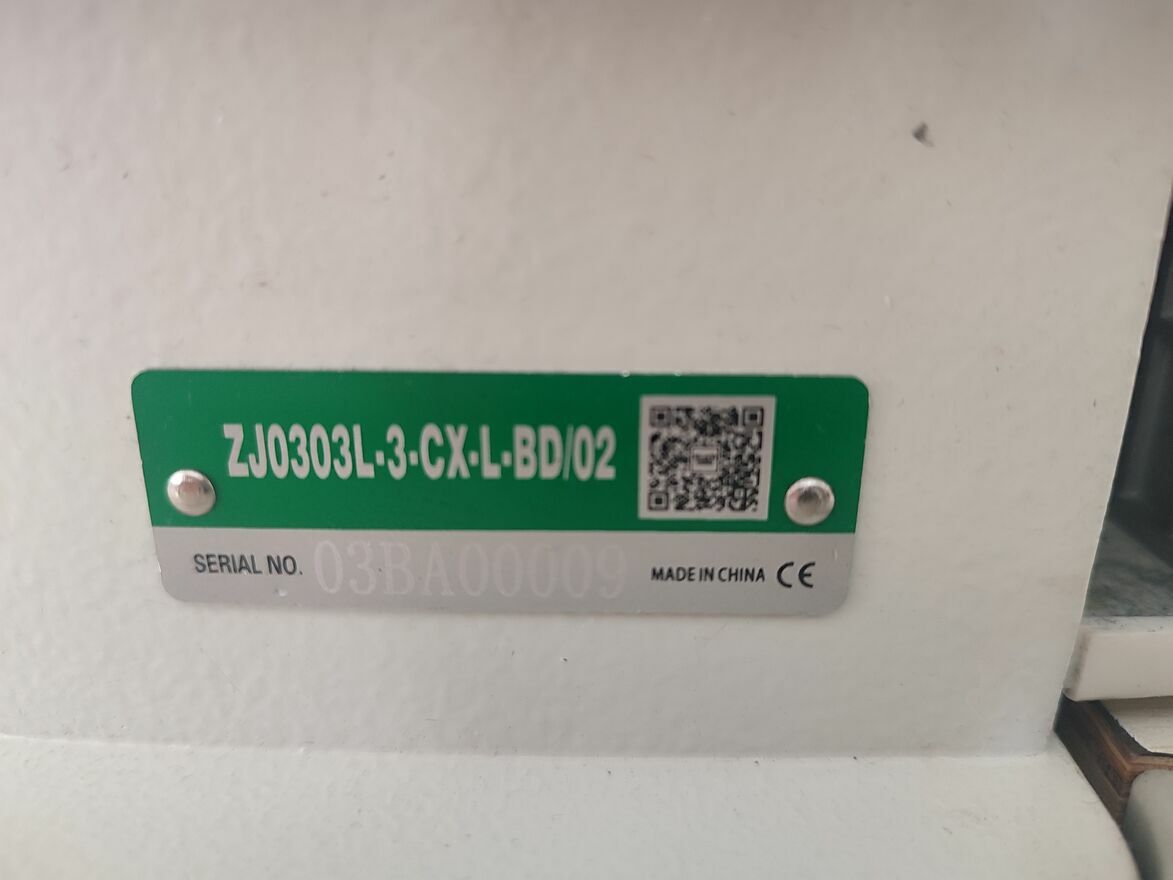 ZJ0303L-3-CX-L-BD/02
SERIAL NO. 03BA00009 MADE IN CHINA CE